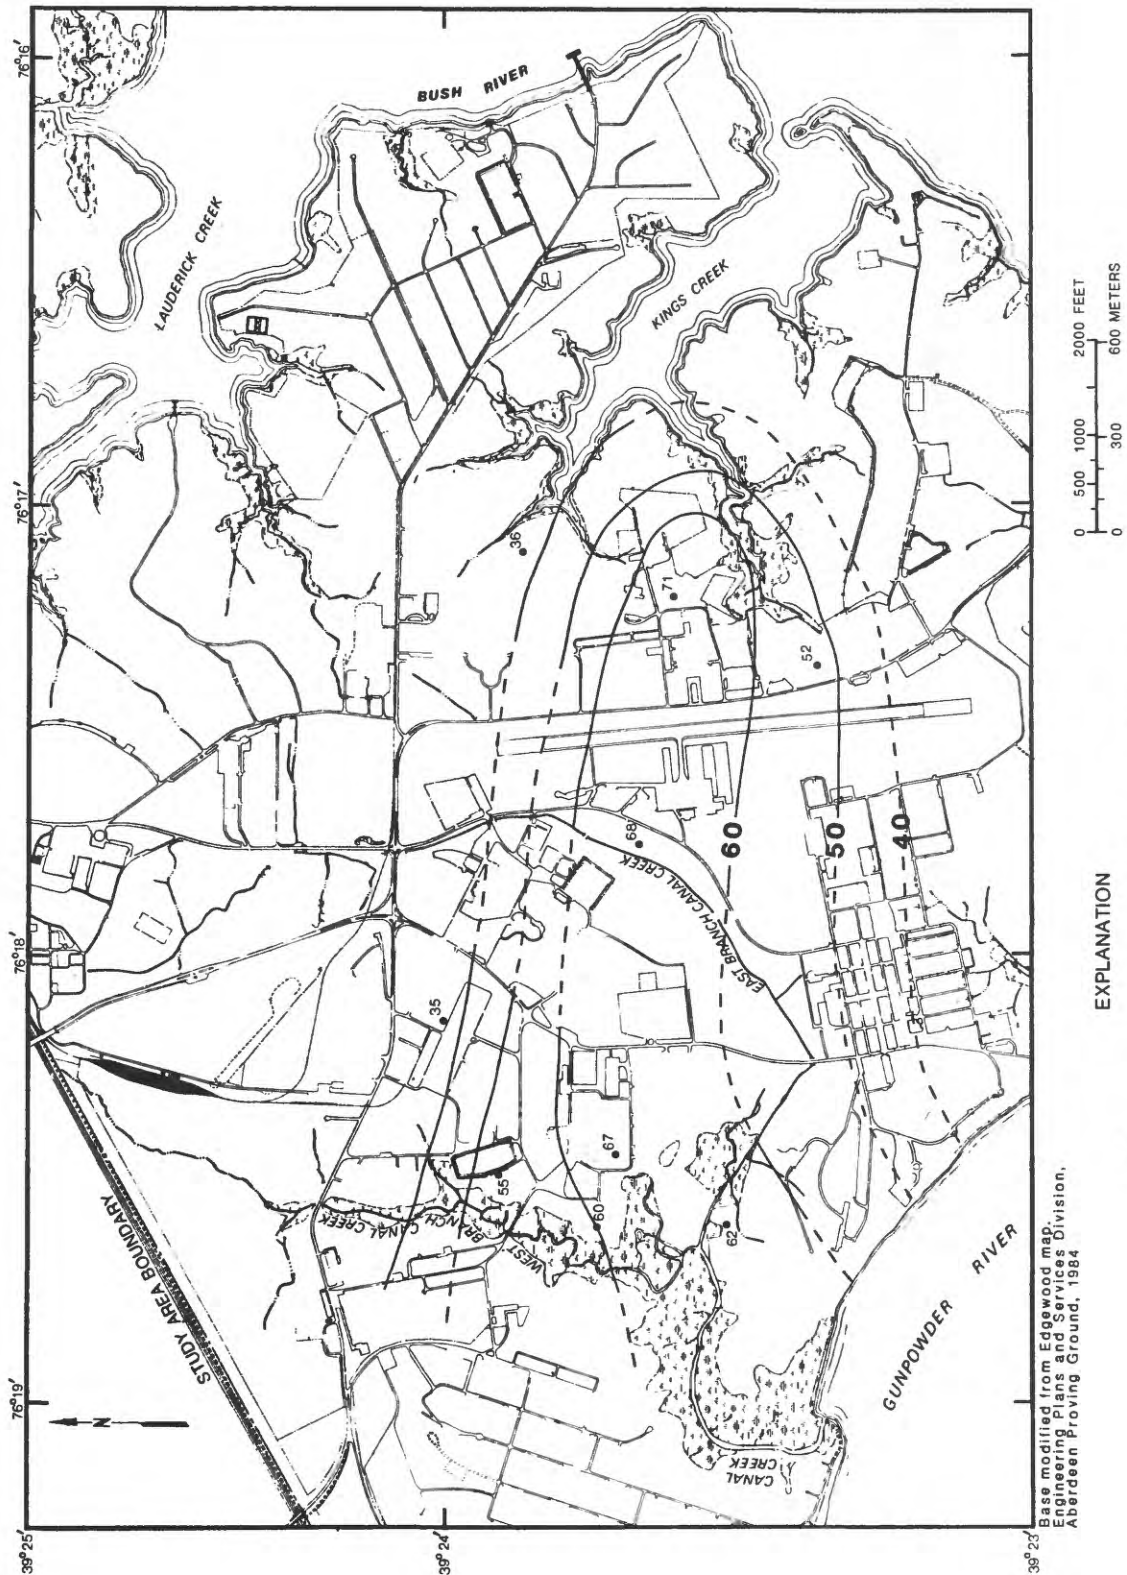 76°19′
76°18′
76°17′
76°16′
39°25′
STUDY AREA BOUNDARY
N
LAUDERICK CREEK
BUSH RIVER
39°24′
35
36
WEST
BRANCH CANAL CREEK
55
60
67
68
71
KINGS CREEK
EAST BRANCH CANAL CREEK
62
60
52
50
40
CANAL
CREEK
GUNPOWDER RIVER
39°23′
Base modified from Edgewood map.
Engineering Plans and Services Division,
Aberdeen Proving Ground, 1984
0 500 1000 2000 FEET
0 300 600 METERS
EXPLANATION